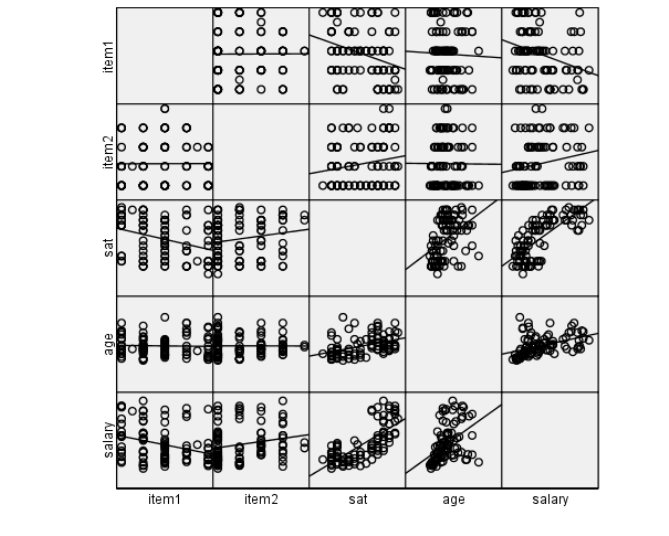 item1
item2
sat
age
salary
item1 item2 sat age salary